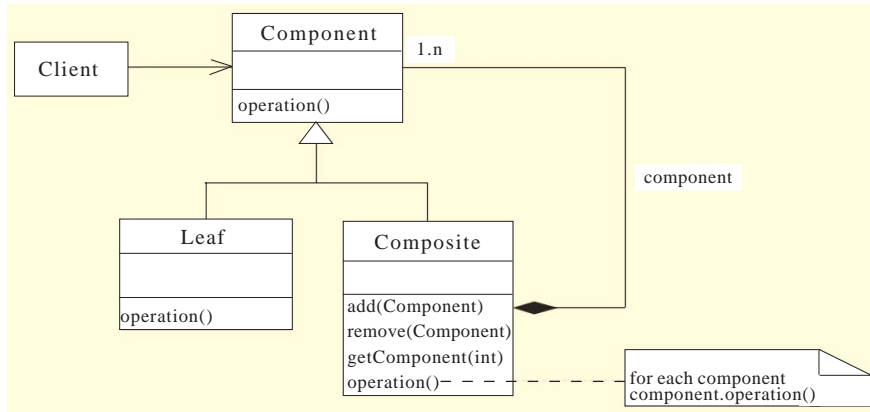 Component
1.n
Client
operation()
component
Leaf
Composite
operation()
add(Component)
remove(Component)
getComponent(int)
operation()
for each component
component.operation()